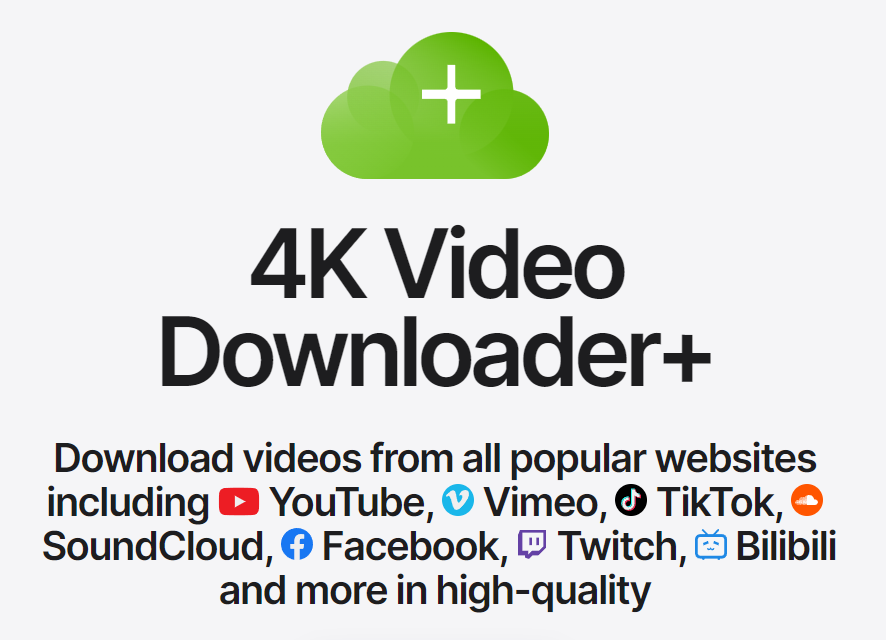 4K Video
Downloader+
Download videos from all popular websites
including YouTube, Vimeo, TikTok,
SoundCloud, Facebook, Twitch, Bilibili
and more in high-quality